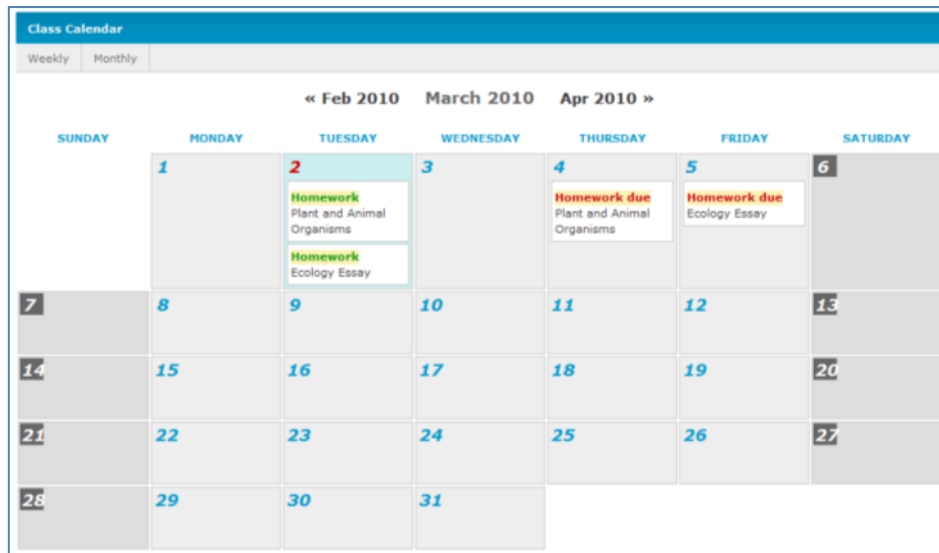 Class Calendar
Weekly Monthly
« Feb 2010 March 2010 Apr 2010 »
SUNDAY MONDAY TUESDAY WEDNESDAY THURSDAY FRIDAY SATURDAY
1 2 3 4 5 6
Homework
Plant and Animal
Organisms
Homework
Ecology Essay
Homework due
Plant and Animal
Organisms
Homework due
Ecology Essay
7 8 9 10 11 12 13
14 15 16 17 18 19 20
21 22 23 24 25 26 27
28 29 30 31